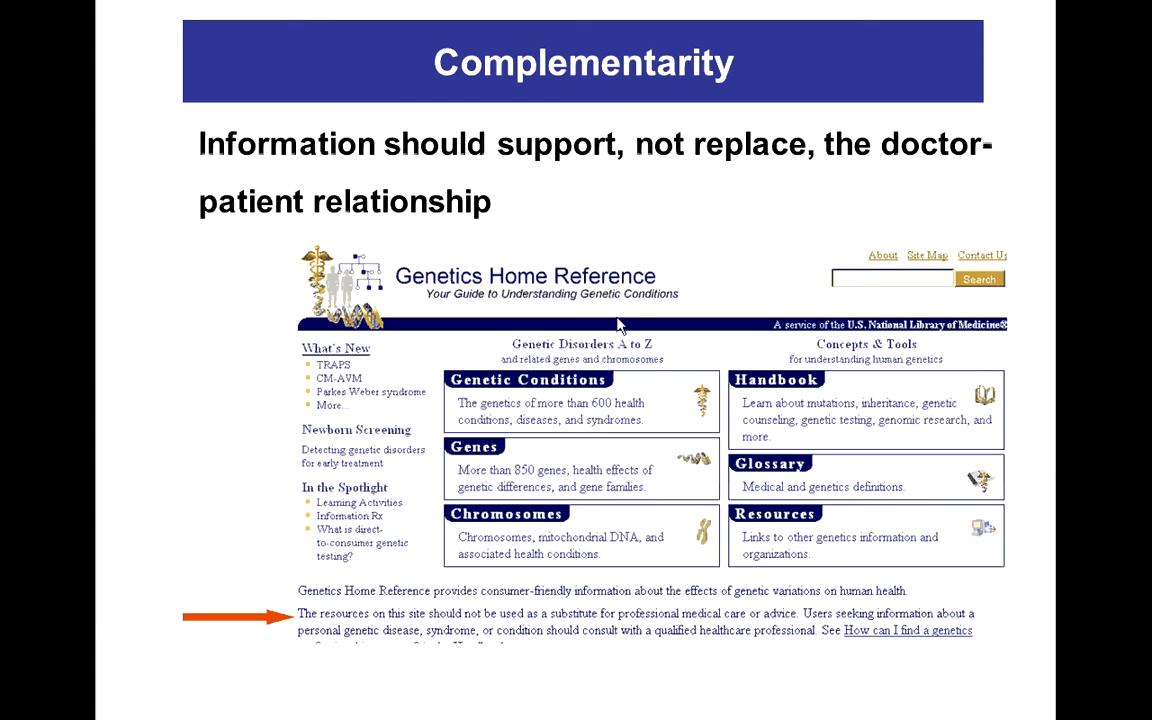 Complementarity
Information should support, not replace, the doctor-
patient relationship
About Site Map Contact Us
Genetics Home Reference
Search
Your Guide to Understanding Genetic Conditions
A service of the U.S. National Library of Medicine®
What's New
TRAPS
CM-AVM
Parkes Weber syndrome
More...
Newborn Screening
Detecting genetic disorders
for early treatment
In the Spotlight
Learning Activities
Information Rx
What is direct-
to-consumer genetic
testing?
Genetic Disorders A to Z
and related genes and chromosomes
Genetic Conditions
The genetics of more than 600 health
conditions, diseases, and syndromes.
Genes
More than 850 genes, health effects of
genetic differences, and gene families.
Chromosomes
Chromosomes, mitochondrial DNA, and
associated health conditions.
Concepts & Tools
for understanding human genetics
Handbook
Learn about mutations, inheritance, genetic
counseling, genetic testing, genomic research, and
more.
Glossary
Medical and genetics definitions.
Resources
Links to other genetics information and
organizations.
Genetics Home Reference provides consumer-friendly information about the effects of genetic variations on human health.
The resources on this site should not be used as a substitute for professional medical care or advice. Users seeking information about a
personal genetic disease, syndrome, or condition should consult with a qualified healthcare professional. See How can I find a genetics